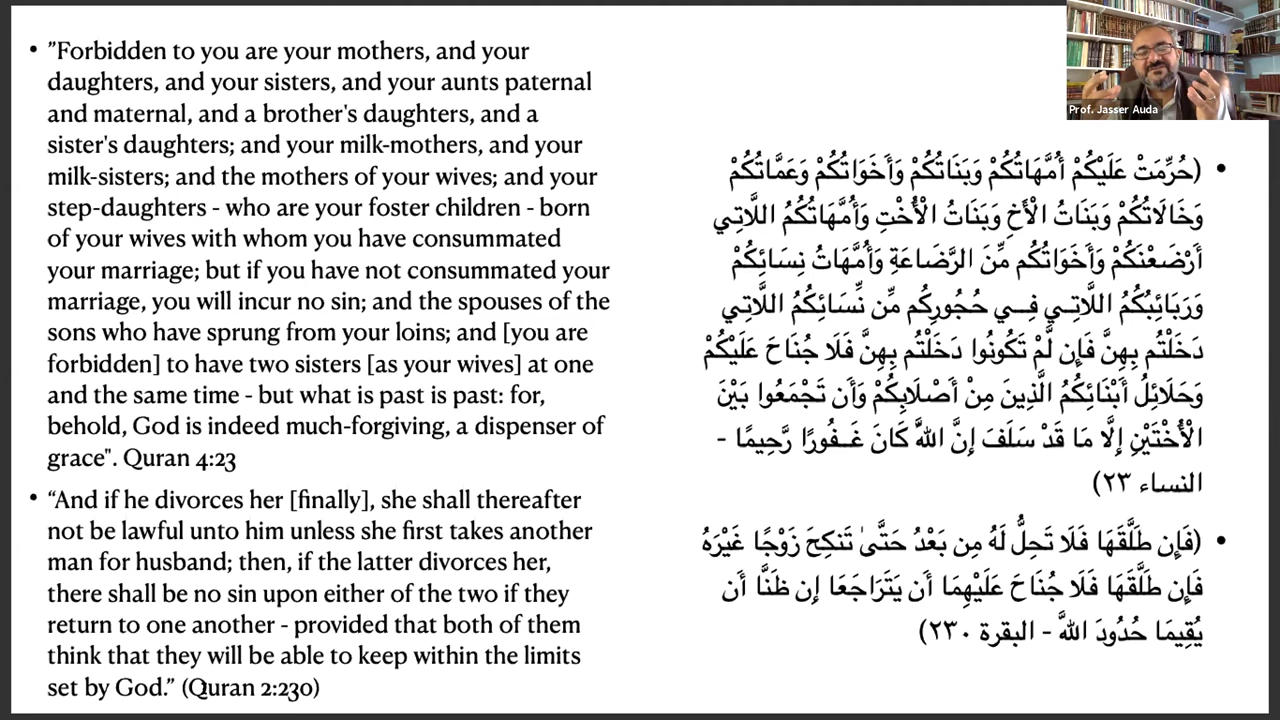 • ”Forbidden to you are your mothers, and your
daughters, and your sisters, and your aunts paternal
and maternal, and a brother's daughters, and a
sister's daughters; and your milk-mothers, and your
milk-sisters; and the mothers of your wives; and your
step-daughters - who are your foster children - born
of your wives with whom you have consummated
your marriage; but if you have not consummated your
marriage, you will incur no sin; and the spouses of the
sons who have sprung from your loins; and [you are
forbidden] to have two sisters [as your wives] at one
and the same time - but what is past is past: for,
behold, God is indeed much-forgiving, a dispenser of
grace". Quran 4:23
• “And if he divorces her [finally], she shall thereafter
not be lawful unto him unless she first takes another
man for husband; then, if the latter divorces her,
there shall be no sin upon either of the two if they
return to one another - provided that both of them
think that they will be able to keep within the limits
set by God.” (Quran 2:230)
Prof. Jasser Auda
• (حُرِّمَتْ عَلَيْكُمْ أُمَّهَاتُكُمْ وَبَنَاتُكُمْ وَأَخَوَاتُكُمْ وَعَمَّاتُكُمْ
وَخَالَاتُكُمْ وَبَنَاتُ الْأَخِ وَبَنَاتُ الْأُخْتِ وَأُمَّهَاتُكُمُ اللَّاتِي
أَرْضَعْنَكُمْ وَأَخَوَاتُكُم مِّنَ الرَّضَاعَةِ وَأُمَّهَاتُ نِسَائِكُمْ
وَرَبَائِبُكُمُ اللَّاتِي فِي حُجُورِكُم مِّن نِّسَائِكُمُ اللَّاتِي
دَخَلْتُم بِهِنَّ فَإِن لَّمْ تَكُونُوا دَخَلْتُم بِهِنَّ فَلَا جُنَاحَ عَلَيْكُمْ
وَحَلَائِلُ أَبْنَائِكُمُ الَّذِينَ مِنْ أَصْلَابِكُمْ وَأَن تَجْمَعُوا بَيْنَ
الْأُخْتَيْنِ إِلَّا مَا قَدْ سَلَفَ إِنَّ اللهَ كَانَ غَفُورًا رَّحِيمًا -
النساء ٢٣)
• (فَإِن طَلَّقَهَا فَلَا تَحِلُّ لَهُ مِن بَعْدُ حَتَّىٰ تَنكِحَ زَوْجًا غَيْرَهُ
فَإِن طَلَّقَهَا فَلَا جُنَاحَ عَلَيْهِمَا أَن يَتَرَاجَعَا إِن ظَنَّا أَن
يُقِيمَا حُدُودَ اللهِ - البقرة ٢٣٠)